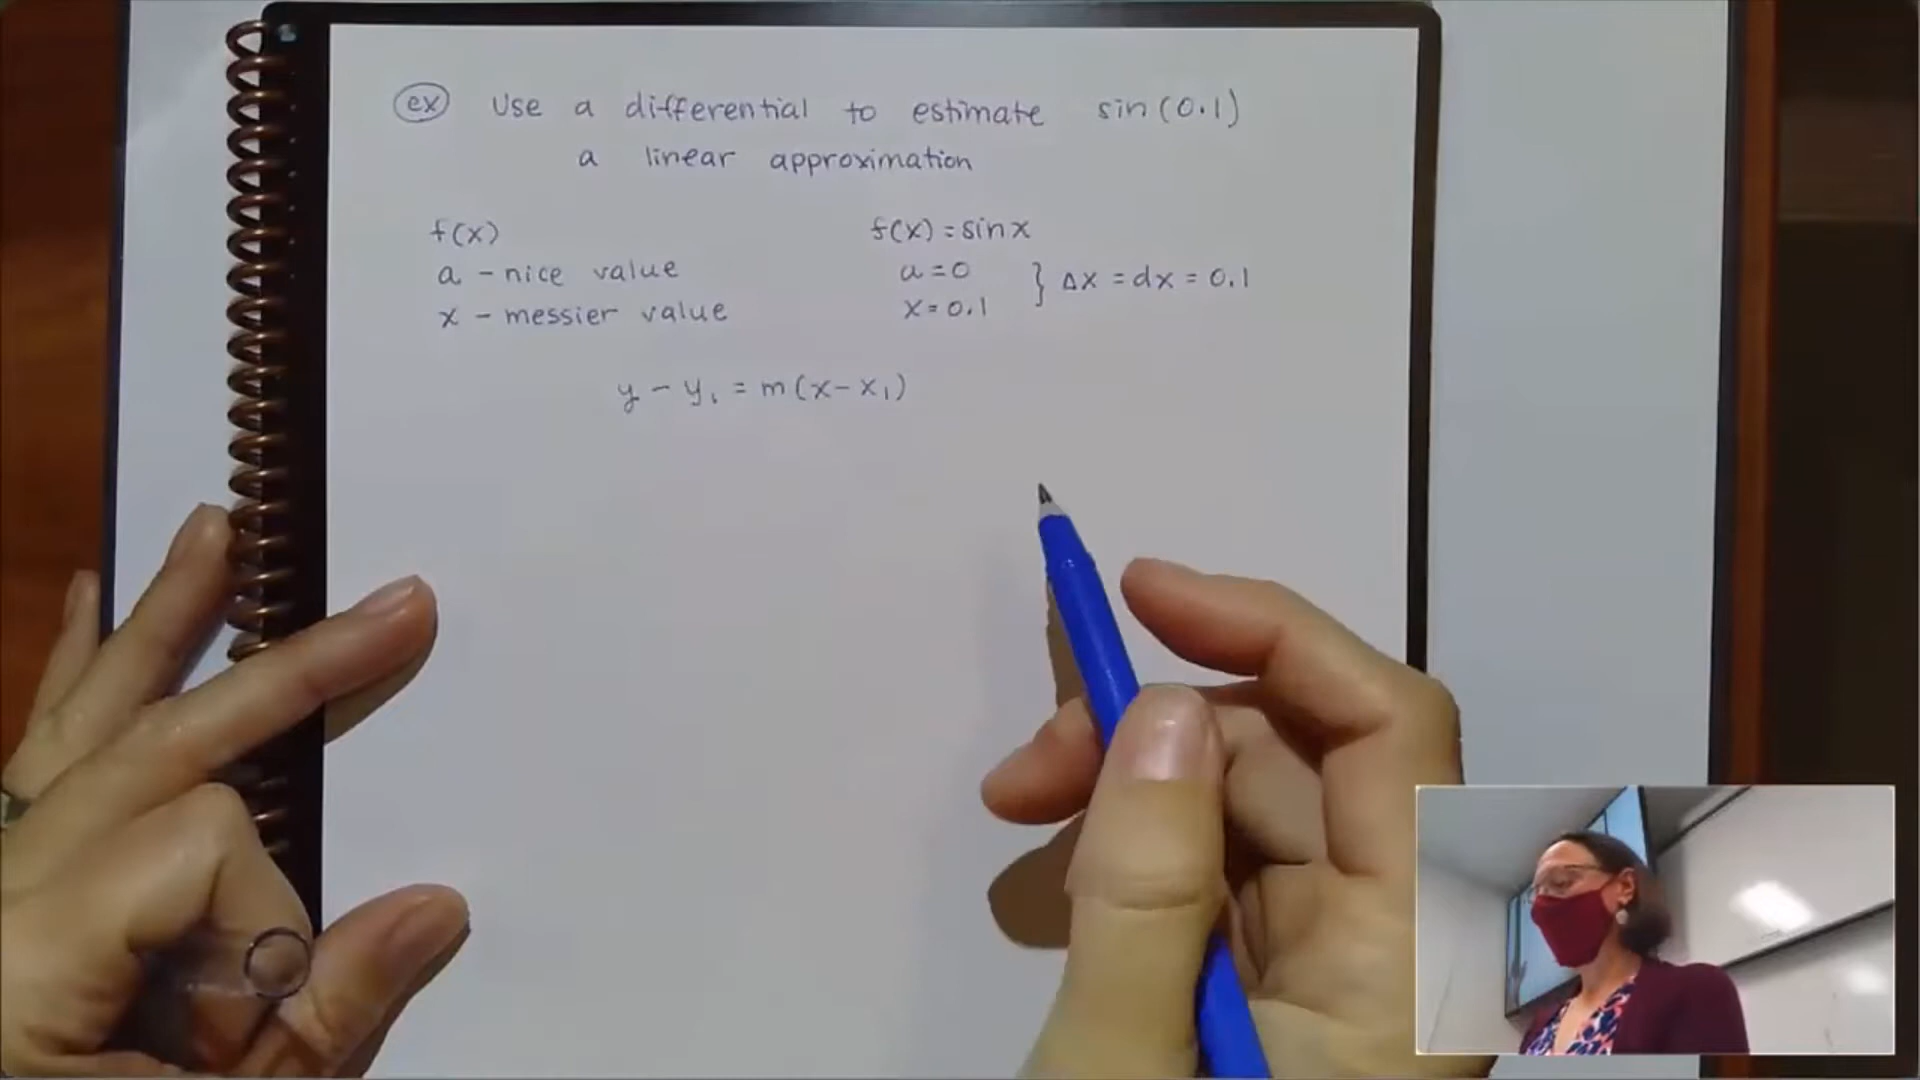 ex Use a differential to estimate sin(0.1)
a linear approximation
f(x)
a - nice value
x - messier value
f(x) = sin x
a = 0
x = 0.1
} Δx = dx = 0.1
y - y₁ = m(x - x₁)